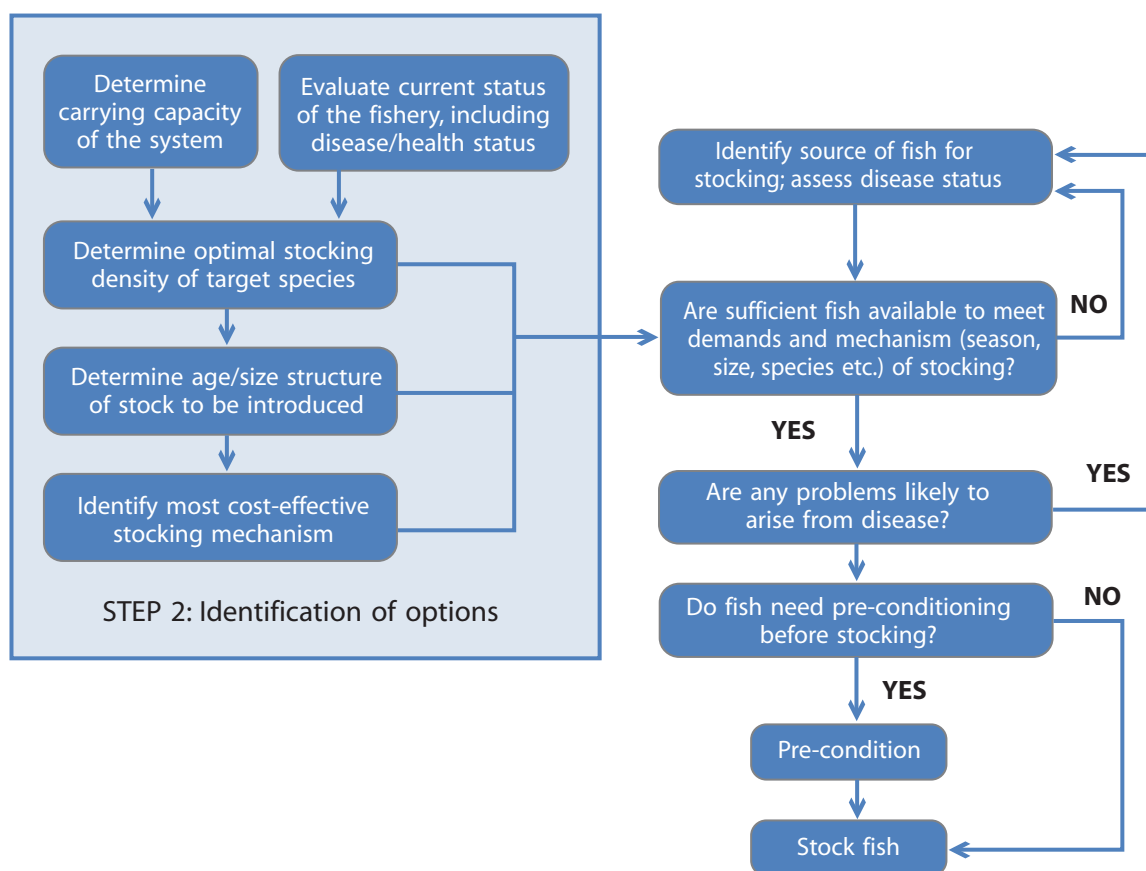 Determine
carrying capacity
of the system
Evaluate current status
of the fishery, including
disease/health status
Determine optimal stocking
density of target species
Determine age/size structure
of stock to be introduced
Identify most cost-effective
stocking mechanism
STEP 2: Identification of options
Identify source of fish for
stocking; assess disease status
Are sufficient fish available to meet
demands and mechanism (season,
size, species etc.) of stocking?
NO
YES
Are any problems likely to
arise from disease?
YES
Do fish need pre-conditioning
before stocking?
NO
YES
Pre-condition
Stock fish